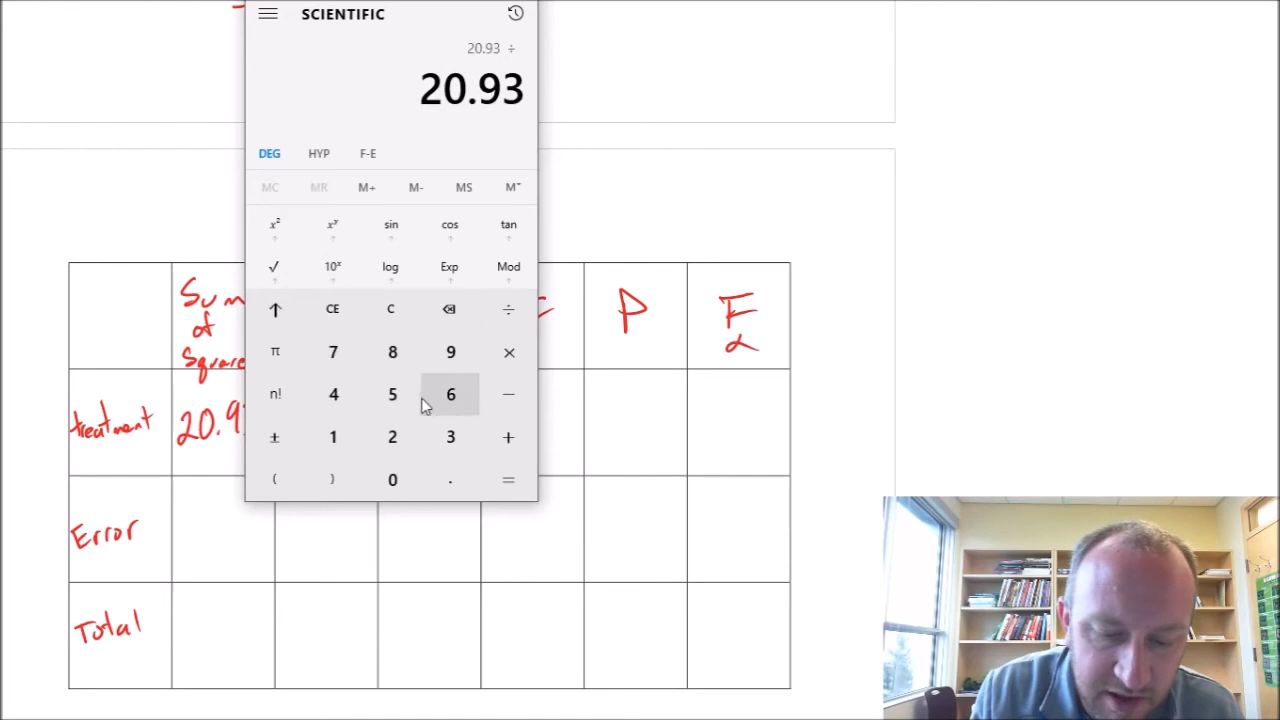 SCIENTIFIC
20.93 ÷
20.93
DEG HYP F-E
MC MR M+ M- MS M˅
x² xʸ sin cos tan
√ 10ˣ log Exp Mod
↑ CE C ⌫ ÷
π 7 8 9 ×
n! 4 5 6 −
± 1 2 3 +
( ) 0 . =
Sum
of
Square
P
F
α
treatment
20.9
Error
Total